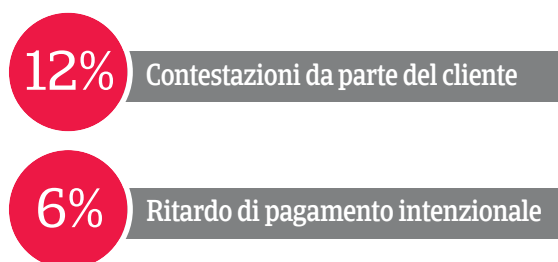 12% Contestazioni da parte del cliente
6% Ritardo di pagamento intenzionale